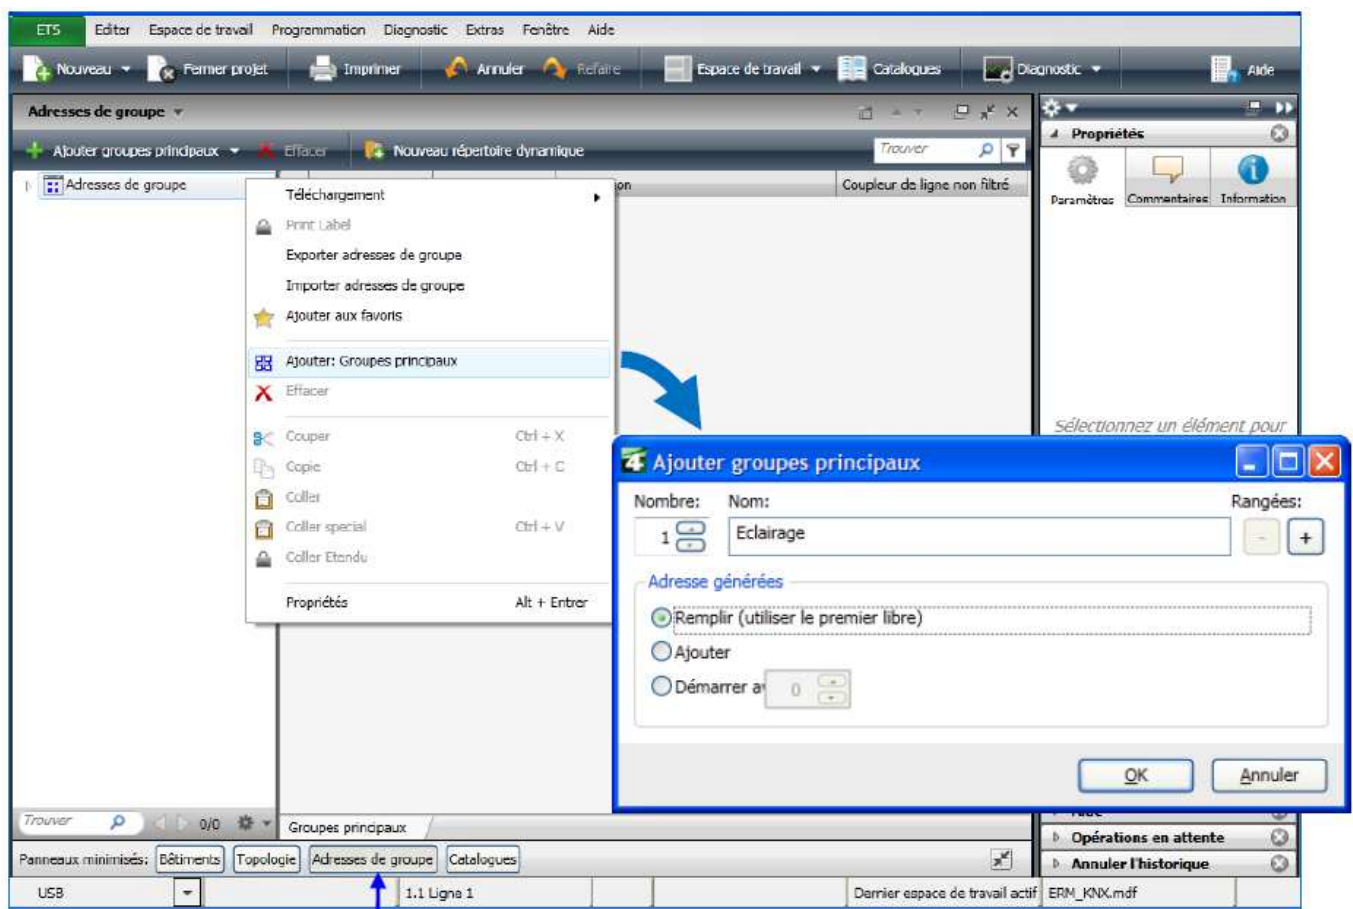 ETS Editer Espace de travail Programmation Diagnostic Extras Fenêtre Aide
Nouveau Fermer projet Imprimer Annuler Refaire Espace de travail Catalogues Diagnostic Aide
Adresses de groupe
Ajouter groupes principaux Effacer Nouveau répertoire dynamique Trouver
Adresses de groupe
on Coupleur de ligne non filtré
Propriétés
Paramètres Commentaires Information
Téléchargement
Print Label
Exporter adresses de groupe
Importer adresses de groupe
Ajouter aux favoris
Ajouter: Groupes principaux
Effacer
Couper Ctrl + X
Copie Ctrl + C
Coller
Coller special Ctrl + V
Coller Etendu
Propriétés Alt + Entrer
Sélectionnez un élément pour
4 Ajouter groupes principaux
Nombre: Nom: Rangées:
1 Eclairage - +
Adresse générées
Remplir (utiliser le premier libre)
Ajouter
Démarrer a 0
OK Annuler
Trouver 0/0 Groupes principaux
Opérations en attente
Annuler l'historique
Panneaux minimisés: Bâtiments Topologie Adresses de groupe Catalogues
USB 1.1 Ligne 1 Dernier espace de travail actif ERM_KNX.mdf